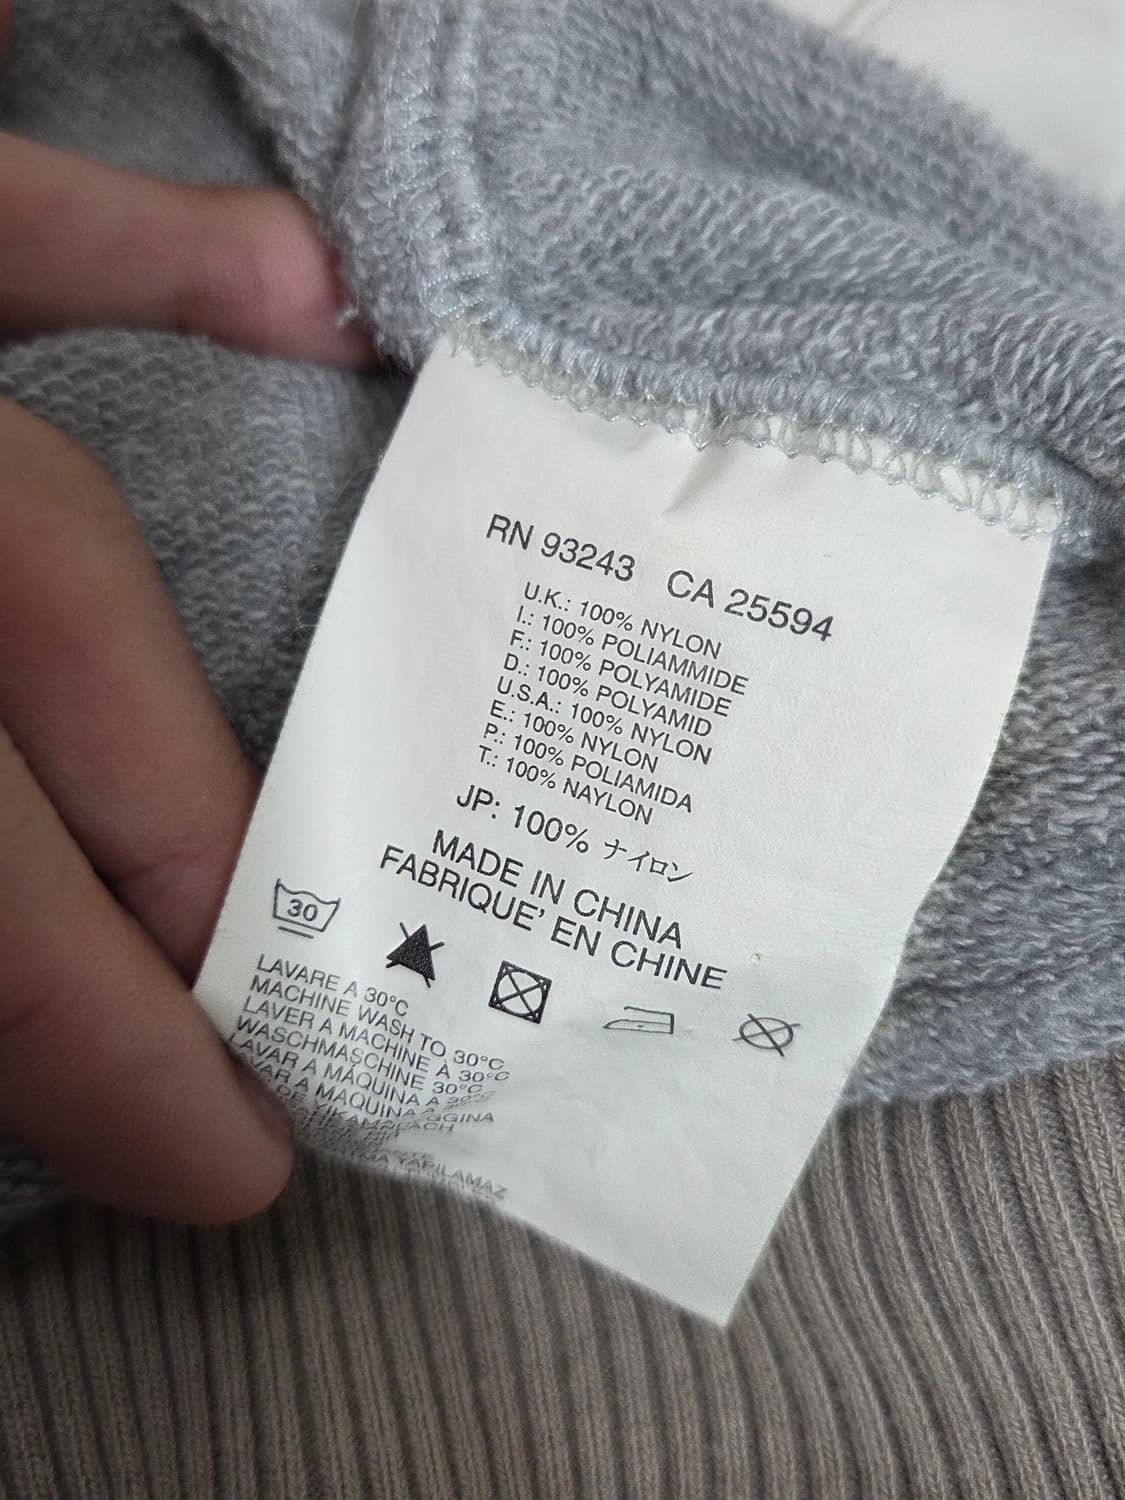 RN 93243 CA 25594
U.K.: 100% NYLON
I.: 100% POLIAMMIDE
F.: 100% POLYAMIDE
D.: 100% POLYAMID
U.S.A.: 100% NYLON
E.: 100% NYLON
P.: 100% POLIAMIDA
T.: 100% NAYLON
JP: 100% ナイロン
MADE IN CHINA
FABRIQUE' EN CHINE
30
LAVARE A 30°C
MACHINE WASH TO 30°C
LAVER A MACHINE À 30°C
WASCHMASCHINE 30°C
LAVAR A MÁQUINA A 30°C
A MAQUINA
YAPILAMAZ